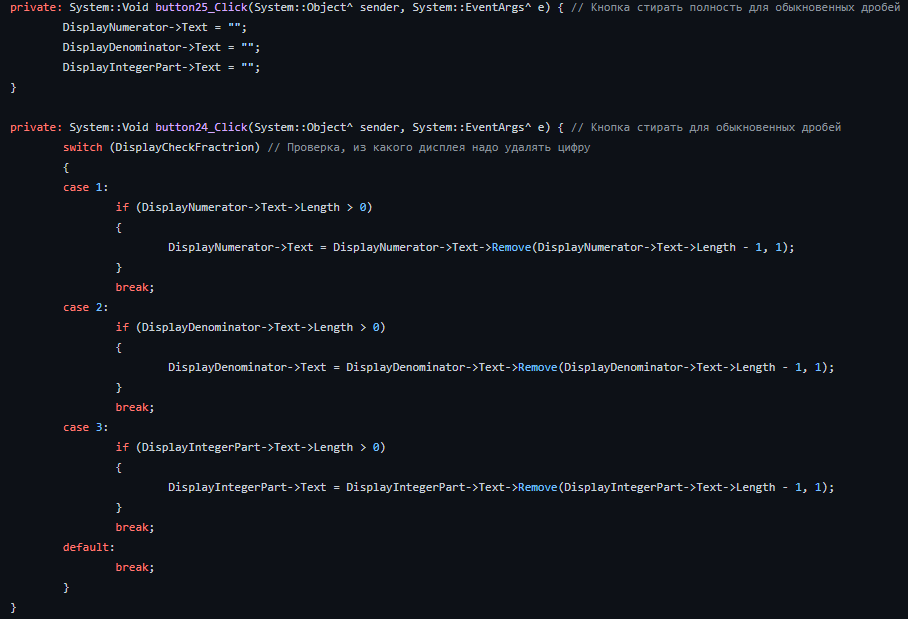 private: System::Void button25_Click(System::Object^ sender, System::EventArgs^ e) { // Кнопка стирать полность для обыкновенных дробей
DisplayNumerator->Text = "";
DisplayDenominator->Text = "";
DisplayIntegerPart->Text = "";
}
private: System::Void button24_Click(System::Object^ sender, System::EventArgs^ e) { // Кнопка стирать для обыкновенных дробей
switch (DisplayCheckFractrion) // Проверка, из какого дисплея надо удалять цифру
{
case 1:
if (DisplayNumerator->Text->Length > 0)
{
DisplayNumerator->Text = DisplayNumerator->Text->Remove(DisplayNumerator->Text->Length - 1, 1);
}
break;
case 2:
if (DisplayDenominator->Text->Length > 0)
{
DisplayDenominator->Text = DisplayDenominator->Text->Remove(DisplayDenominator->Text->Length - 1, 1);
}
break;
case 3:
if (DisplayIntegerPart->Text->Length > 0)
{
DisplayIntegerPart->Text = DisplayIntegerPart->Text->Remove(DisplayIntegerPart->Text->Length - 1, 1);
}
break;
default:
break;
}
}